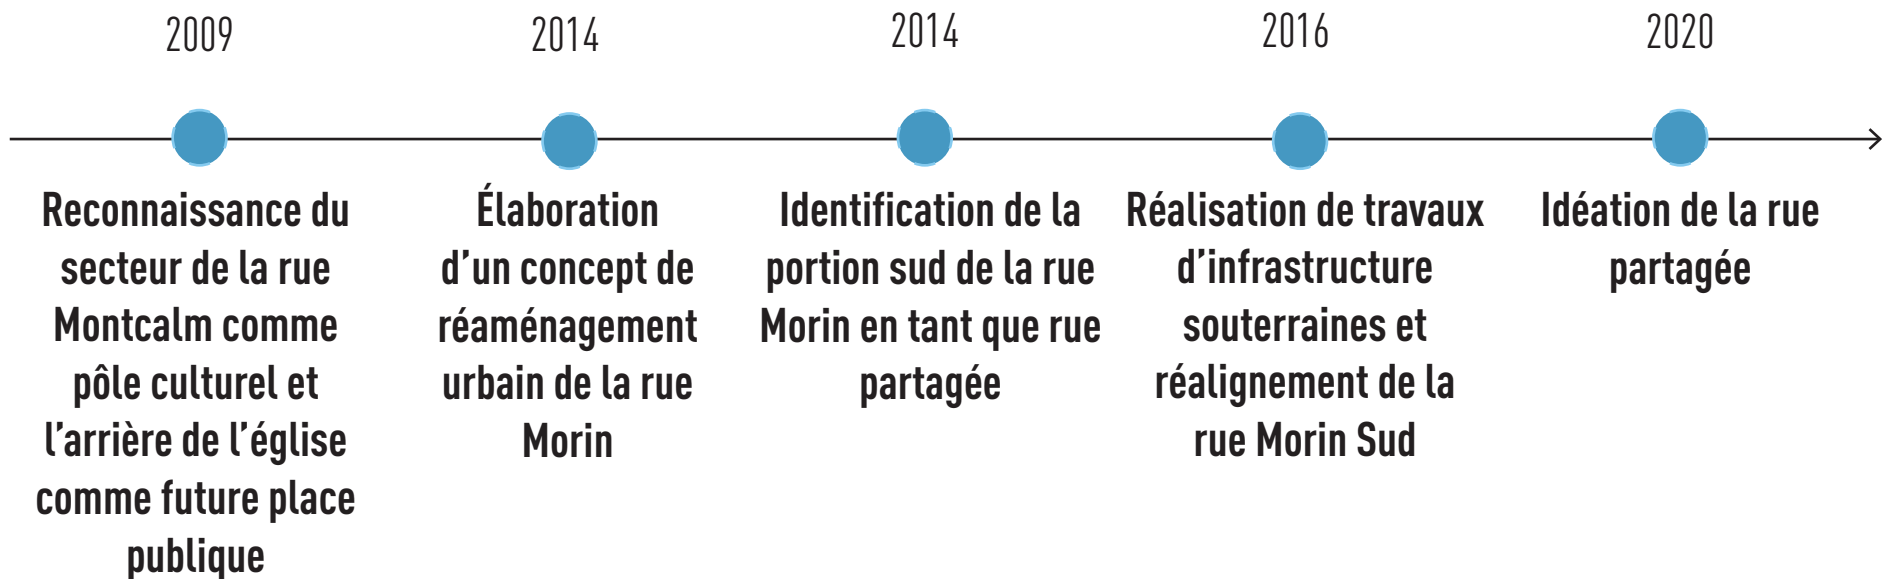 2009
Reconnaissance du
secteur de la rue
Montcalm comme
pôle culturel et
l’arrière de l’église
comme future place
publique
2014
Élaboration
d’un concept de
réaménagement
urbain de la rue
Morin
2014
Identification de la
portion sud de la rue
Morin en tant que rue
partagée
2016
Réalisation de travaux
d’infrastructure
souterraines et
réalignement de la
rue Morin Sud
2020
Idéation de la rue
partagée